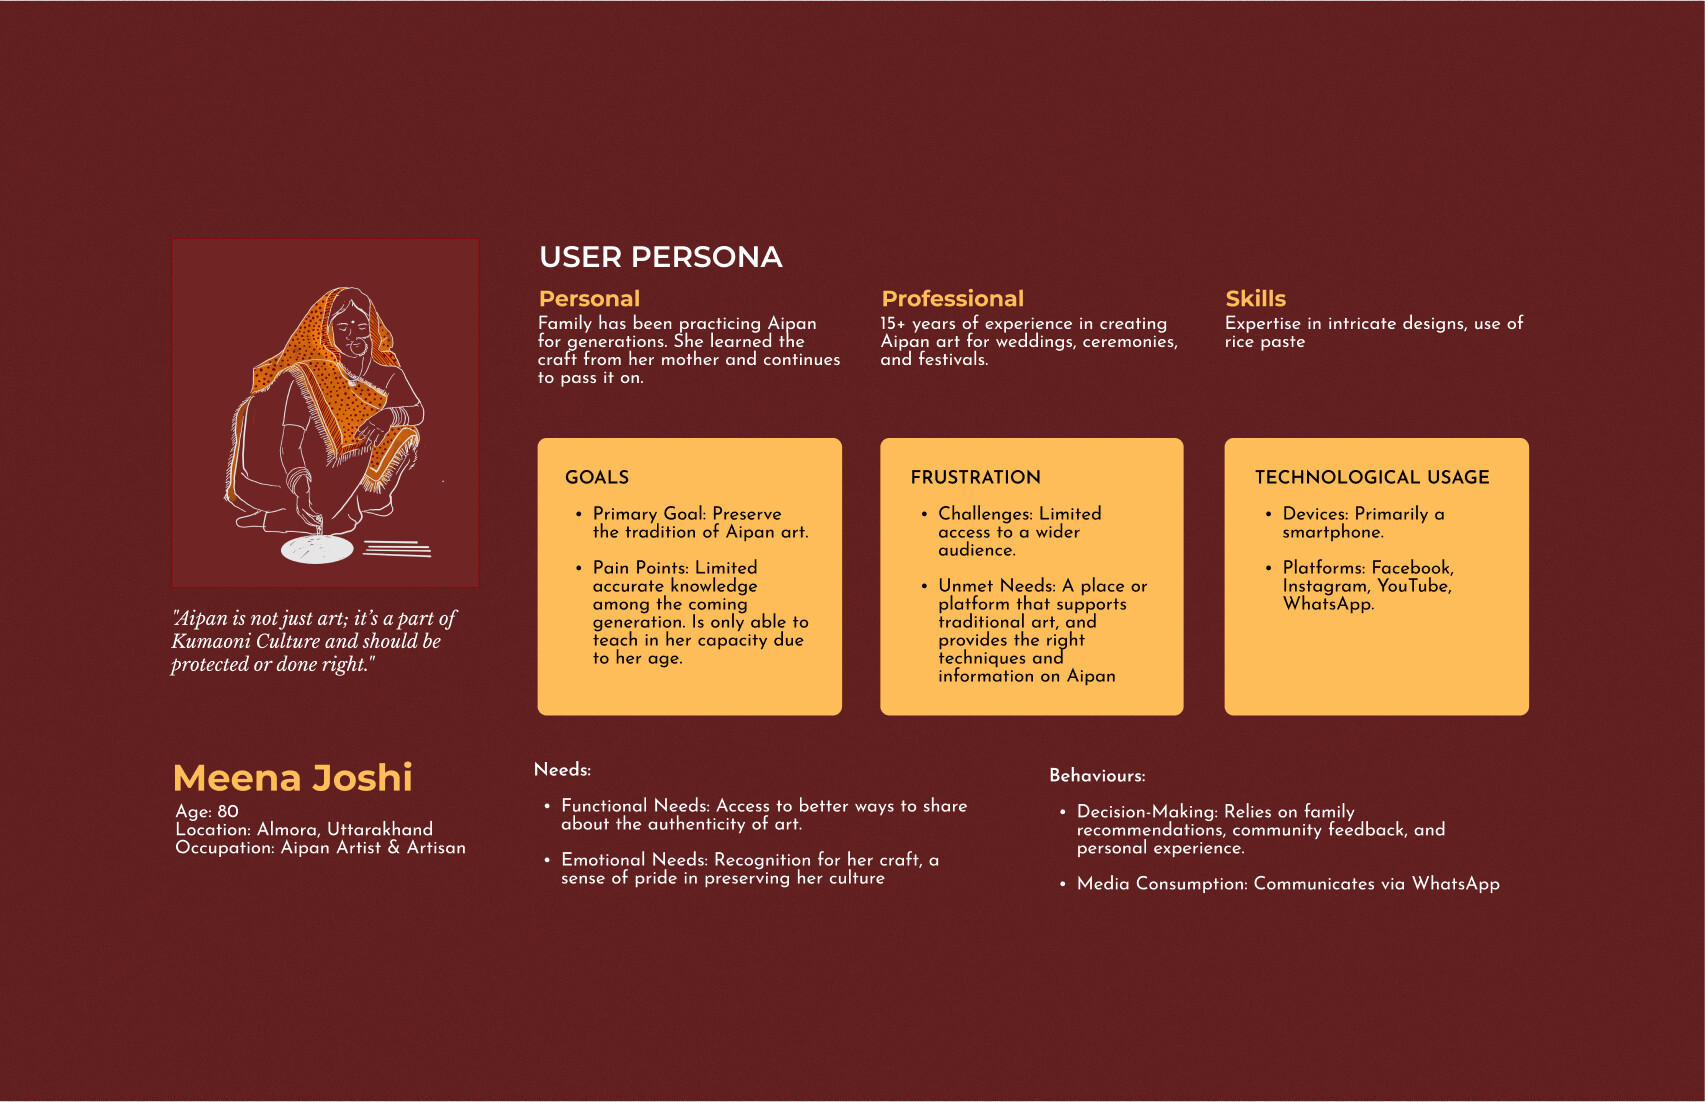 USER PERSONA
Personal
Family has been practicing Aipan
for generations. She learned the
craft from her mother and continues
to pass it on.
Professional
15+ years of experience in creating
Aipan art for weddings, ceremonies,
and festivals.
Skills
Expertise in intricate designs, use of
rice paste
GOALS
• Primary Goal: Preserve
the tradition of Aipan art.
• Pain Points: Limited
accurate knowledge
among the coming
generation. Is only able to
teach in her capacity due
to her age.
FRUSTRATION
• Challenges: Limited
access to a wider
audience.
• Unmet Needs: A place or
platform that supports
traditional art, and
provides the right
techniques and
information on Aipan
TECHNOLOGICAL USAGE
• Devices: Primarily a
smartphone.
• Platforms: Facebook,
Instagram, YouTube,
WhatsApp.
"Aipan is not just art; it’s a part of
Kumaoni Culture and should be
protected or done right."
Meena Joshi
Age: 80
Location: Almora, Uttarakhand
Occupation: Aipan Artist & Artisan
Needs:
• Functional Needs: Access to better ways to share
about the authenticity of art.
• Emotional Needs: Recognition for her craft, a
sense of pride in preserving her culture
Behaviours:
• Decision-Making: Relies on family
recommendations, community feedback, and
personal experience.
• Media Consumption: Communicates via WhatsApp